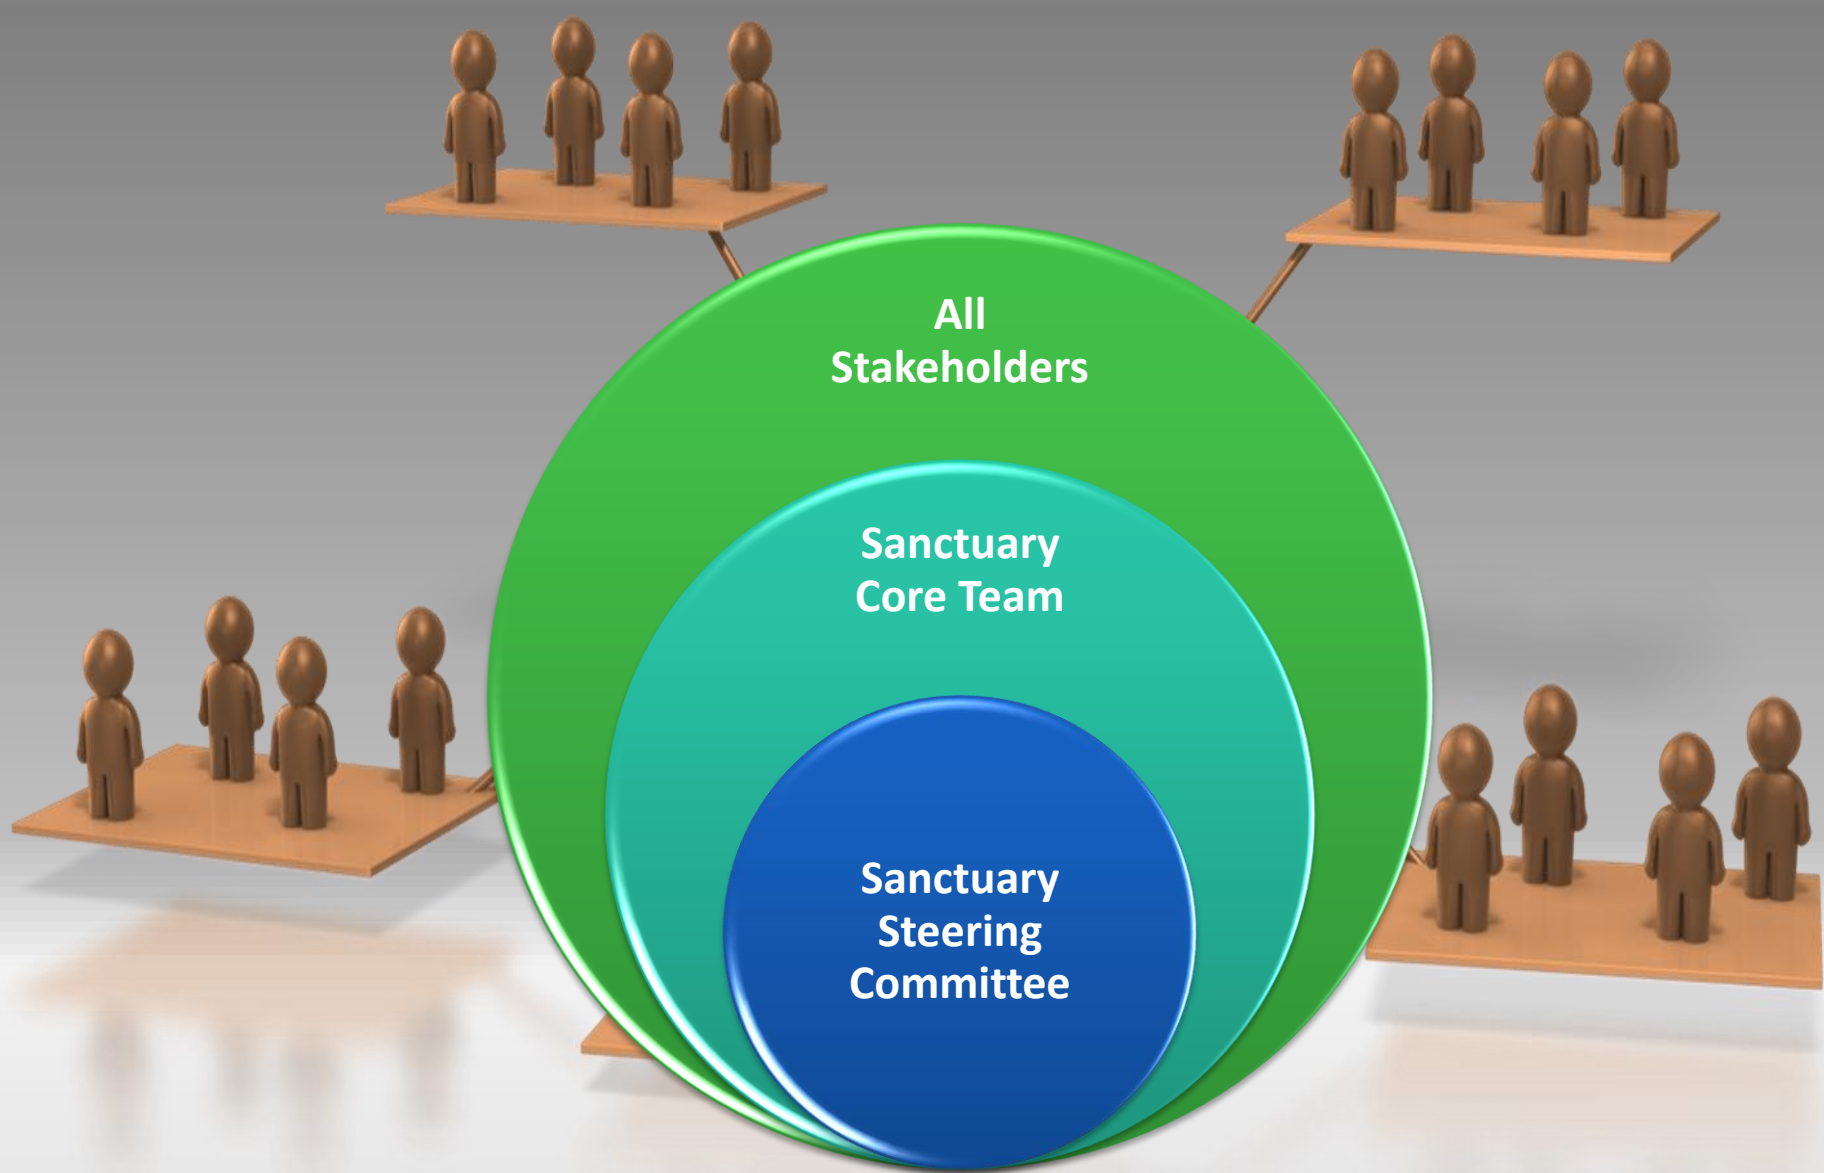 All
Stakeholders
Sanctuary
Core Team
Sanctuary
Steering
Committee